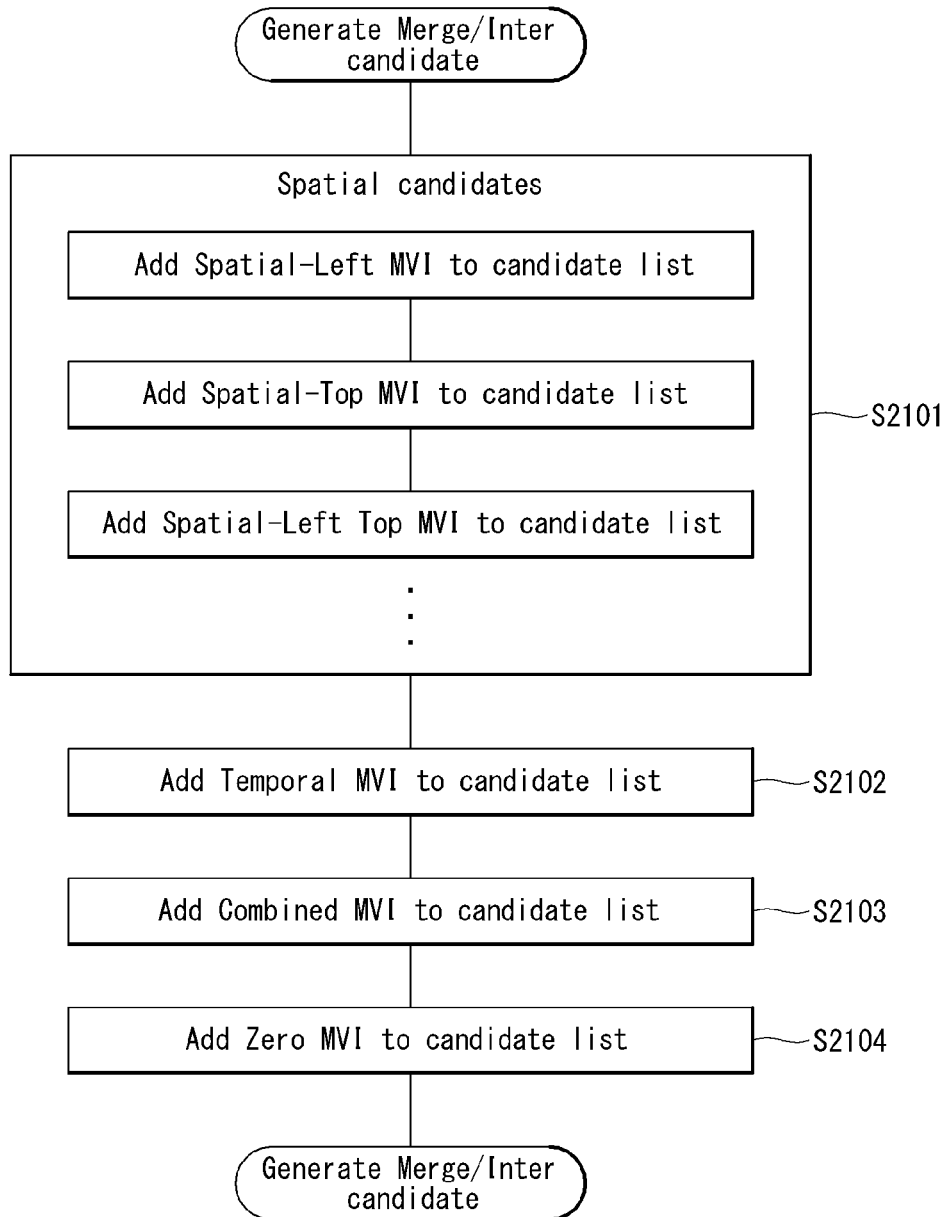 Generate Merge/Inter
candidate
Spatial candidates
Add Spatial-Left MVI to candidate list
Add Spatial-Top MVI to candidate list
S2101
Add Spatial-Left Top MVI to candidate list
Add Temporal MVI to candidate list
S2102
Add Combined MVI to candidate list
S2103
Add Zero MVI to candidate list
S2104
Generate Merge/Inter
candidate